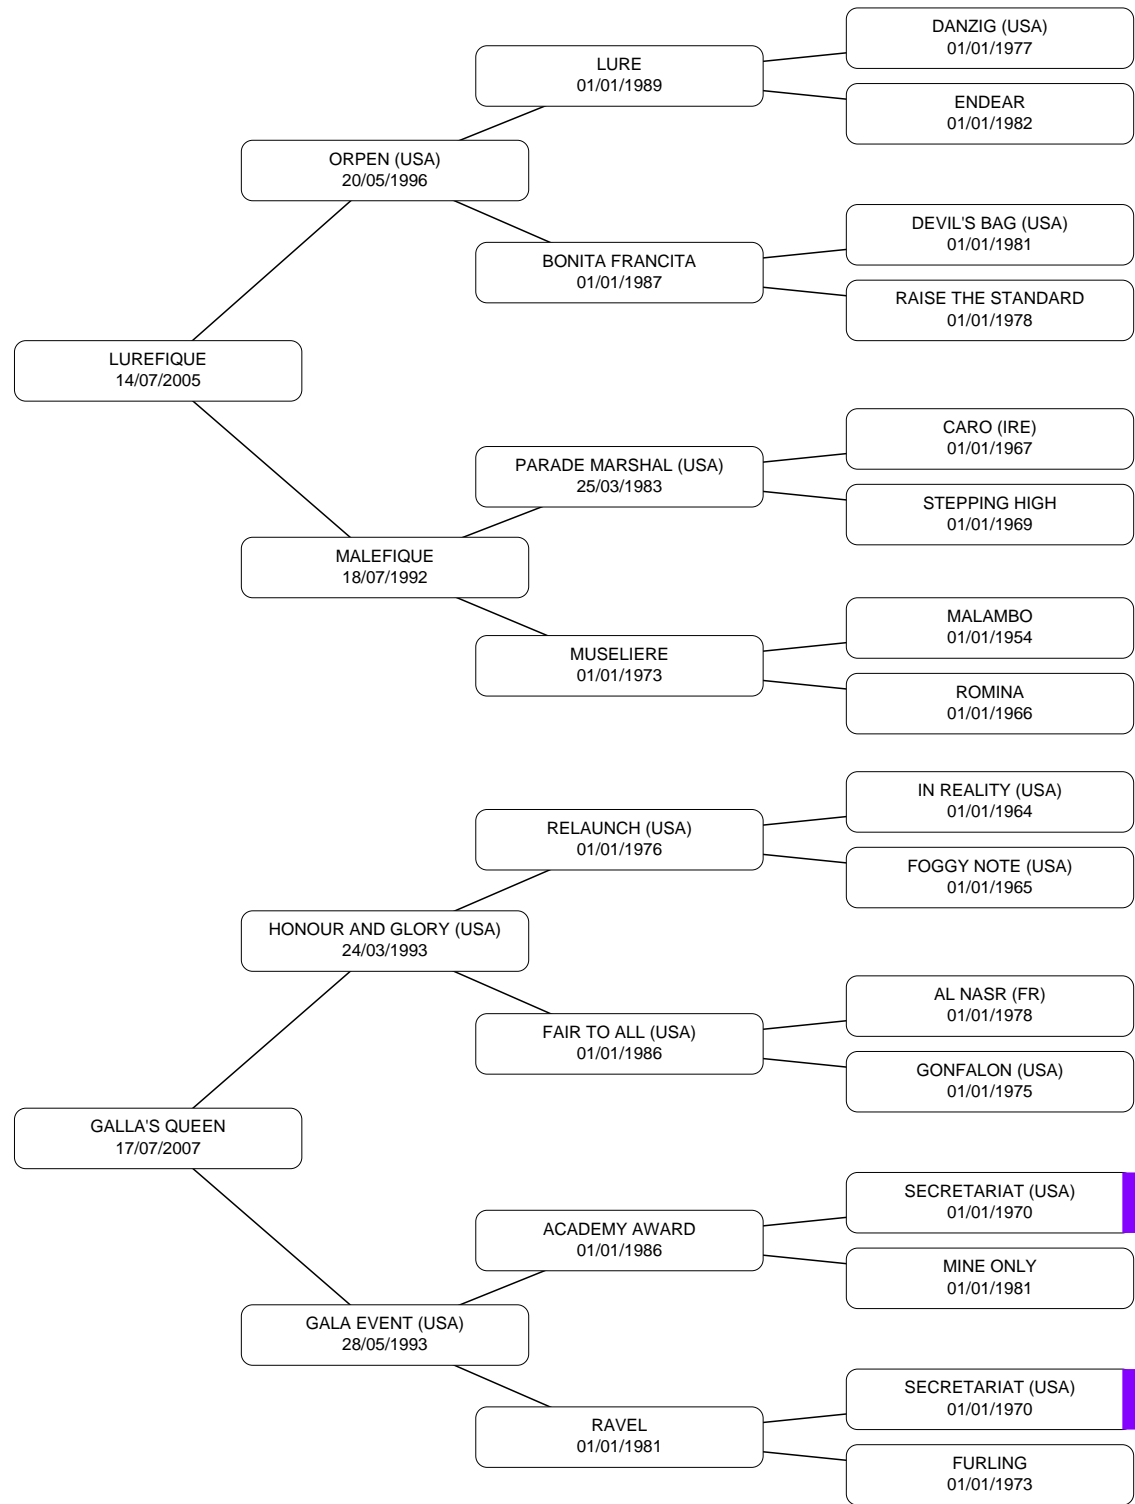 DANZIG (USA)
01/01/1977
LURE
01/01/1989
ENDEAR
01/01/1982
ORPEN (USA)
20/05/1996
DEVIL'S BAG (USA)
01/01/1981
BONITA FRANCITA
01/01/1987
RAISE THE STANDARD
01/01/1978
LUREFIQUE
14/07/2005
CARO (IRE)
01/01/1967
PARADE MARSHAL (USA)
25/03/1983
STEPPING HIGH
01/01/1969
MALEFIQUE
18/07/1992
MALAMBO
01/01/1954
MUSELIERE
01/01/1973
ROMINA
01/01/1966
IN REALITY (USA)
01/01/1964
RELAUNCH (USA)
01/01/1976
FOGGY NOTE (USA)
01/01/1965
HONOUR AND GLORY (USA)
24/03/1993
AL NASR (FR)
01/01/1978
FAIR TO ALL (USA)
01/01/1986
GONFALON (USA)
01/01/1975
GALLA'S QUEEN
17/07/2007
SECRETARIAT (USA)
01/01/1970
ACADEMY AWARD
01/01/1986
MINE ONLY
01/01/1981
GALA EVENT (USA)
28/05/1993
SECRETARIAT (USA)
01/01/1970
RAVEL
01/01/1981
FURLING
01/01/1973